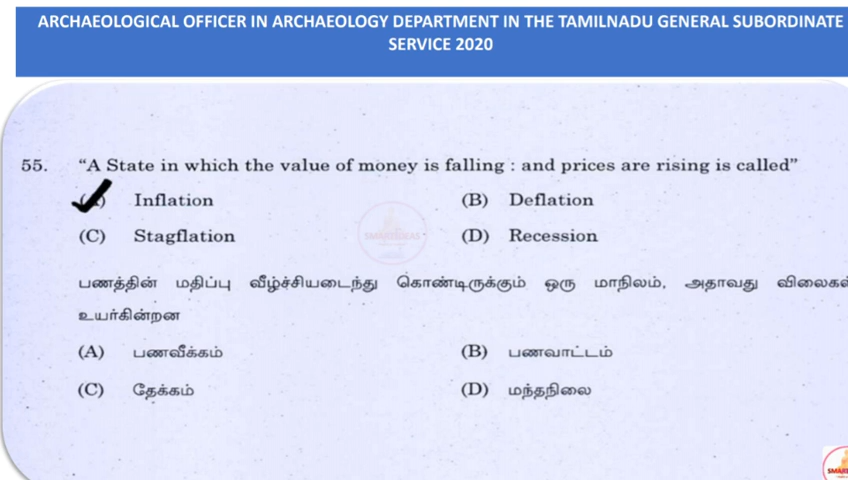 ARCHAEOLOGICAL OFFICER IN ARCHAEOLOGY DEPARTMENT IN THE TAMILNADU GENERAL SUBORDINATE
SERVICE 2020
55. “A State in which the value of money is falling : and prices are rising is called”
(A) Inflation (B) Deflation
(C) Stagflation (D) Recession
SMARTIDEAS
பணத்தின் மதிப்பு வீழ்ச்சியடைந்து கொண்டிருக்கும் ஒரு மாநிலம், அதாவது விலைகள்
உயர்கின்றன
(A) பணவீக்கம் (B) பணவாட்டம்
(C) தேக்கம் (D) மந்தநிலை